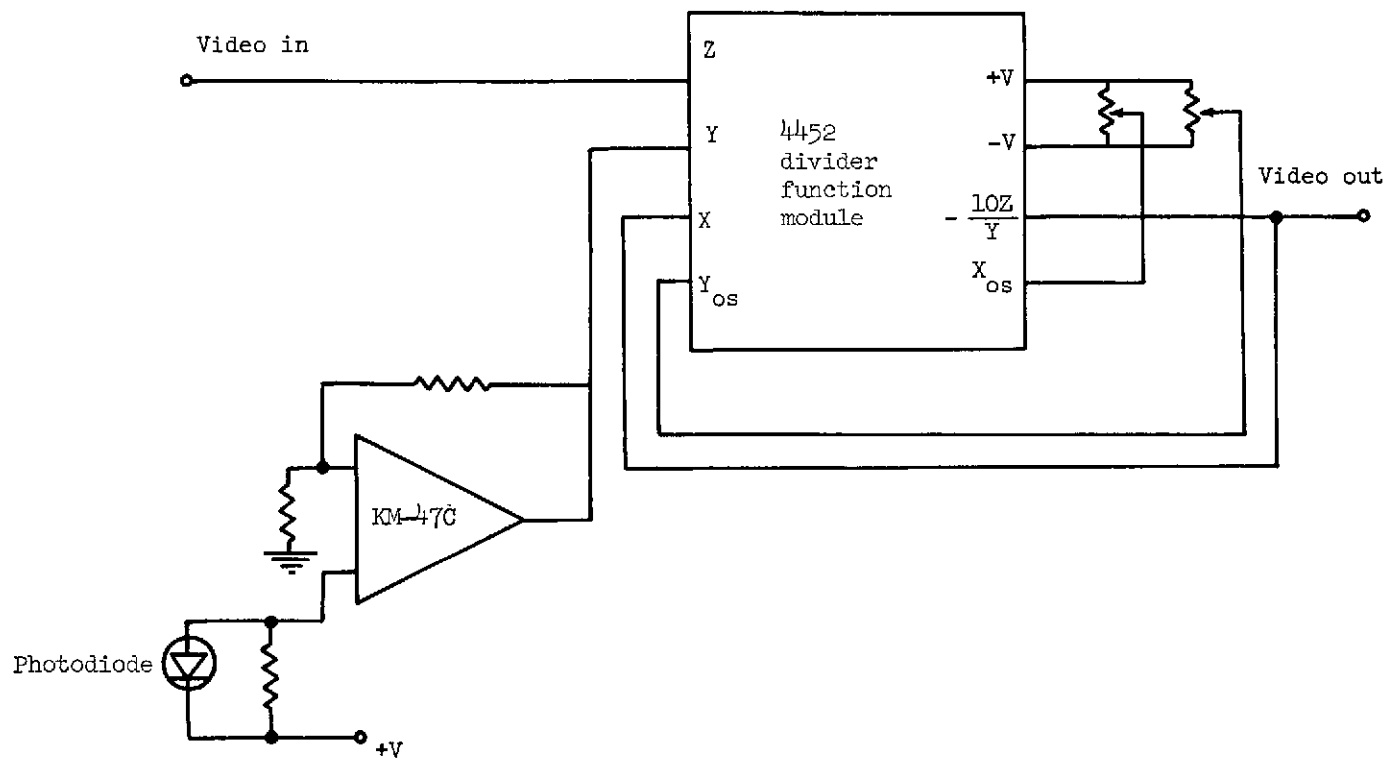 Video in
Z
Y
X
Y os
4452
divider
function
module
+V
-V
- 10Z
Y
X os
Video out
KM-47C
Photodiode
+V